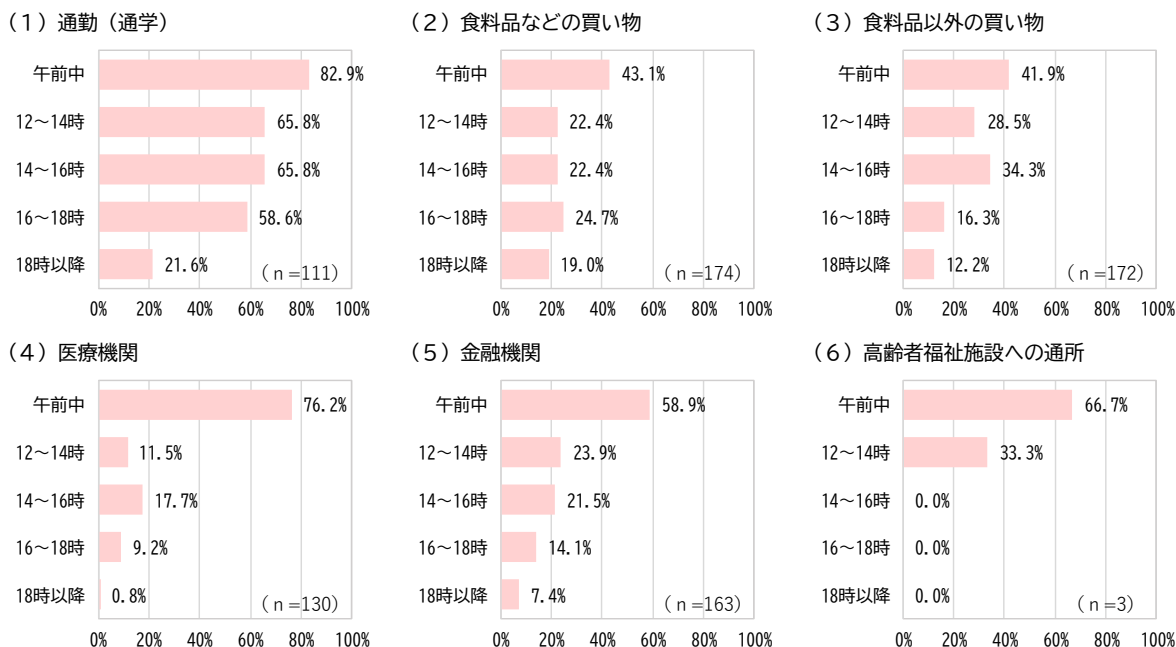 (1) 通勤（通学）
午前中 82.9%
12～14時 65.8%
14～16時 65.8%
16～18時 58.6%
18時以降 21.6%
（n=111）
0% 20% 40% 60% 80% 100%
(2) 食料品などの買い物
午前中 43.1%
12～14時 22.4%
14～16時 22.4%
16～18時 24.7%
18時以降 19.0%
（n=174）
0% 20% 40% 60% 80% 100%
(3) 食料品以外の買い物
午前中 41.9%
12～14時 28.5%
14～16時 34.3%
16～18時 16.3%
18時以降 12.2%
（n=172）
0% 20% 40% 60% 80% 100%
(4) 医療機関
午前中 76.2%
12～14時 11.5%
14～16時 17.7%
16～18時 9.2%
18時以降 0.8%
（n=130）
0% 20% 40% 60% 80% 100%
(5) 金融機関
午前中 58.9%
12～14時 23.9%
14～16時 21.5%
16～18時 14.1%
18時以降 7.4%
（n=163）
0% 20% 40% 60% 80% 100%
(6) 高齢者福祉施設への通所
午前中 66.7%
12～14時 33.3%
14～16時 0.0%
16～18時 0.0%
18時以降 0.0%
（n=3）
0% 20% 40% 60% 80% 100%